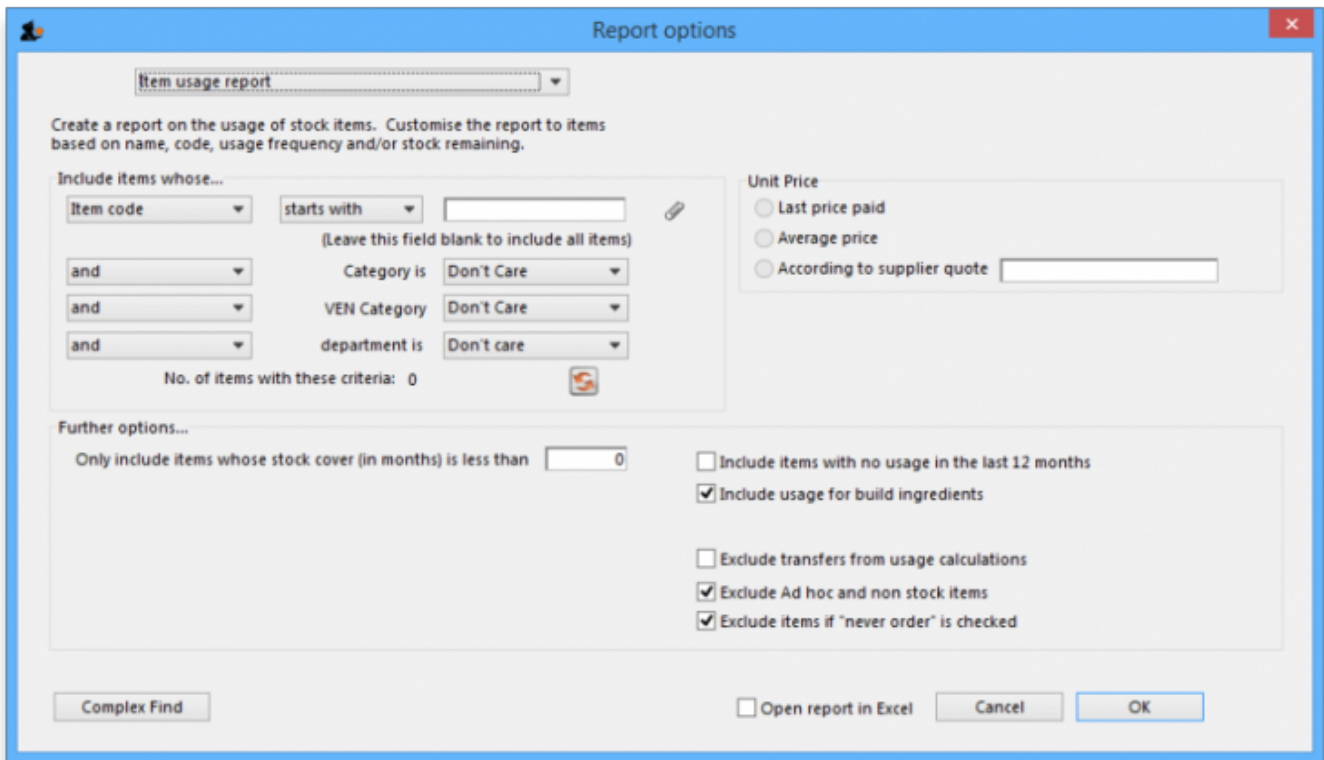 Report options
Item usage report
Create a report on the usage of stock items. Customise the report to items
based on name, code, usage frequency and/or stock remaining.
Include items whose...
Item code starts with
(Leave this field blank to include all items)
and Category is Don't Care
and VEN Category Don't Care
and department is Don't care
No. of items with these criteria: 0
Unit Price
Last price paid
Average price
According to supplier quote
Further options...
Only include items whose stock cover (in months) is less than 0
Include items with no usage in the last 12 months
Include usage for build ingredients
Exclude transfers from usage calculations
Exclude Ad hoc and non stock items
Exclude items if "never order" is checked
Complex Find
Open report in Excel
Cancel
OK